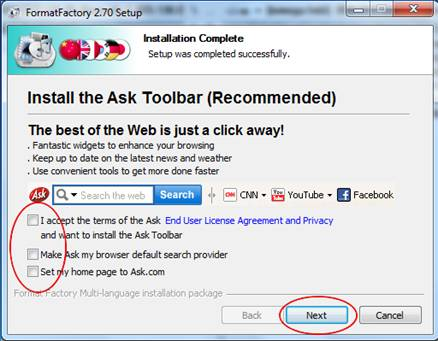 FormatFactory 2.70 Setup
Installation Complete
Setup was completed successfully.
Install the Ask Toolbar (Recommended)
The best of the Web is just a click away!
. Fantastic widgets to enhance your browsing
. Keep up to date on the latest news and weather
. Use convenient tools to get more done faster
Ask Search the web Search CNN CNN YouTube YouTube Facebook
I accept the terms of the Ask End User License Agreement and Privacy
and want to install the Ask Toolbar
Make Ask my browser default search provider
Set my home page to Ask.com
Format Factory Multi-language installation package
Back Next Cancel